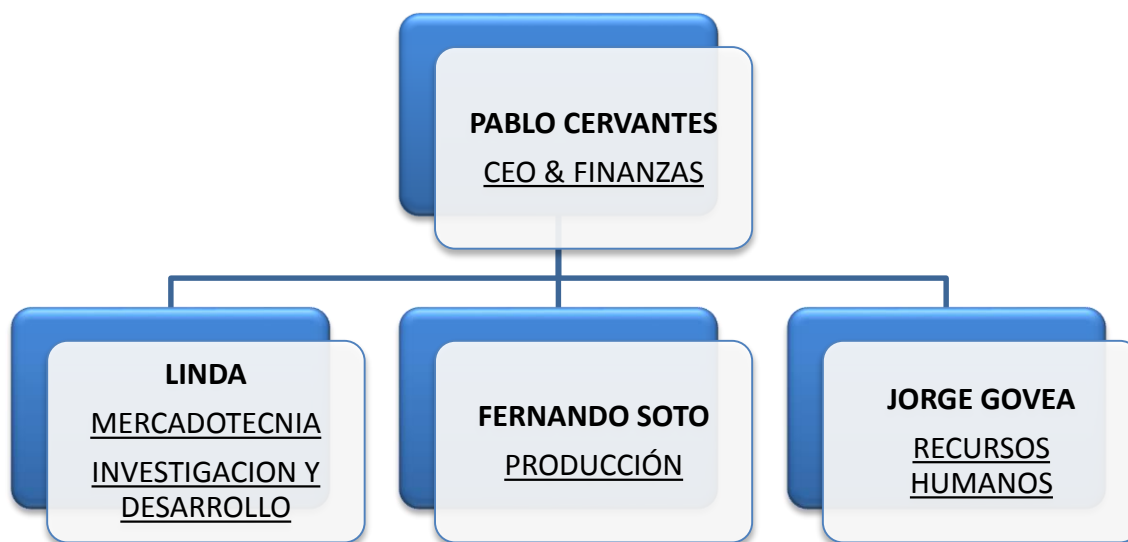 PABLO CERVANTES
CEO & FINANZAS
LINDA
MERCADOTECNIA
INVESTIGACION Y
DESARROLLO
FERNANDO SOTO
PRODUCCIÓN
JORGE GOVEA
RECURSOS
HUMANOS